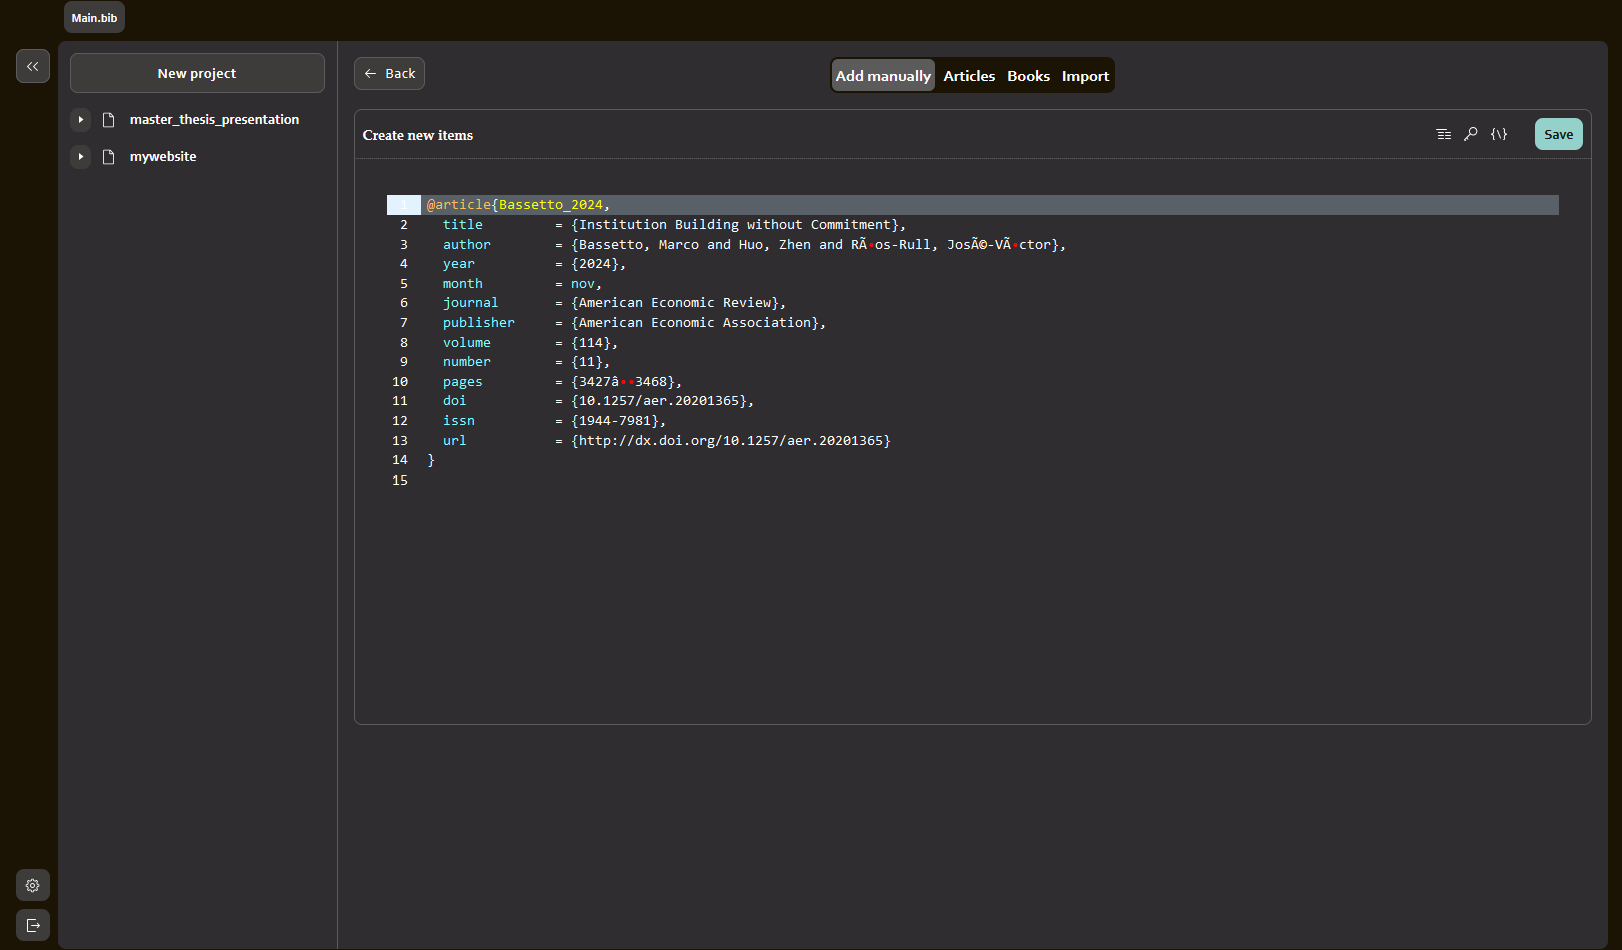 Main.bib
New project
master_thesis_presentation
mywebsite
Back
Add manually Articles Books Import
Create new items
{\}
Save
1 @article{Bassetto_2024,
2 title = {Institution Building without Commitment},
3 author = {Bassetto, Marco and Huo, Zhen and RÃ•os-Rull, JosÃ©-VÃ•ctor},
4 year = {2024},
5 month = nov,
6 journal = {American Economic Review},
7 publisher = {American Economic Association},
8 volume = {114},
9 number = {11},
10 pages = {3427â••3468},
11 doi = {10.1257/aer.20201365},
12 issn = {1944-7981},
13 url = {http://dx.doi.org/10.1257/aer.20201365}
14 }
15